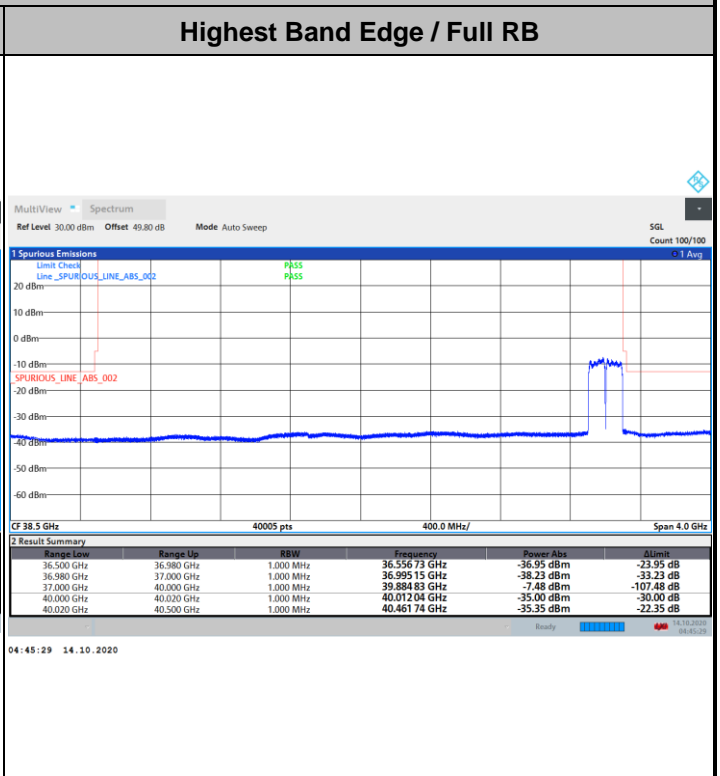 Highest Band Edge / Full RB
MultiView Spectrum
Ref Level 30.00 dBm Offset 49.80 dB Mode Auto Sweep SGL
Count 100/100
1 Spurious Emissions 1 Avg
Limit Check PASS
Line _SPURIOUS_LINE_ABS_002 PASS
20 dBm
10 dBm
0 dBm
-10 dBm
_SPURIOUS_LINE_ABS_002
-20 dBm
-30 dBm
-40 dBm
-50 dBm
-60 dBm
CF 38.5 GHz 40005 pts 400.0 MHz/ Span 4.0 GHz
2 Result Summary
Range Low Range Up RBW Frequency Power Abs ΔLimit
36.500 GHz 36.980 GHz 1.000 MHz 36.556 73 GHz -36.95 dBm -23.95 dB
36.980 GHz 37.000 GHz 1.000 MHz 36.995 15 GHz -38.23 dBm -33.23 dB
37.000 GHz 40.000 GHz 1.000 MHz 39.884 83 GHz -7.48 dBm -107.48 dB
40.000 GHz 40.020 GHz 1.000 MHz 40.012 04 GHz -35.00 dBm -30.00 dB
40.020 GHz 40.500 GHz 1.000 MHz 40.461 74 GHz -35.35 dBm -22.35 dB
Ready 14.10.2020
04:45:29
04:45:29 14.10.2020